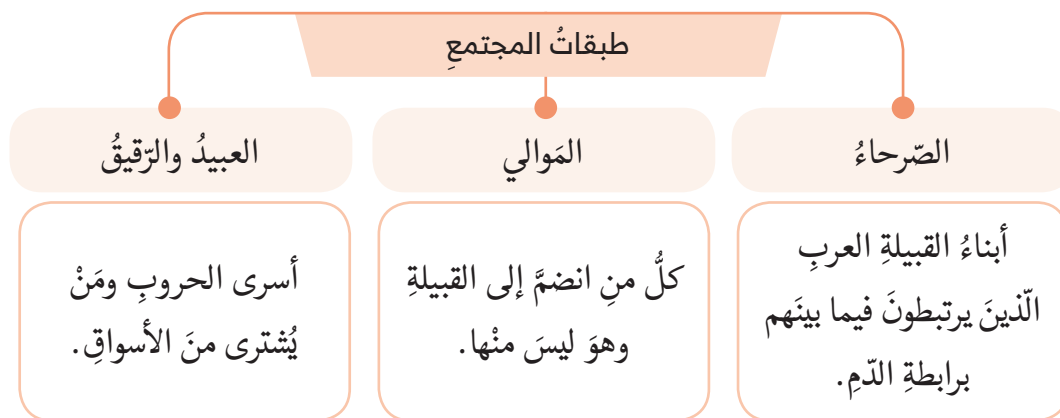 طبقاتُ المجتمعِ
الصّرحاءُ
المَوالي
العبيدُ والرّقيقُ
أبناءُ القبيلةِ العربِ
الّذينَ يرتبطونَ فيما بينَهم
برابطةِ الدّمِ.
كلُّ منِ انضمَّ إلى القبيلةِ
وهوَ ليسَ منْها.
أسرى الحروبِ ومَنْ
يُشترى منَ الأسواقِ.